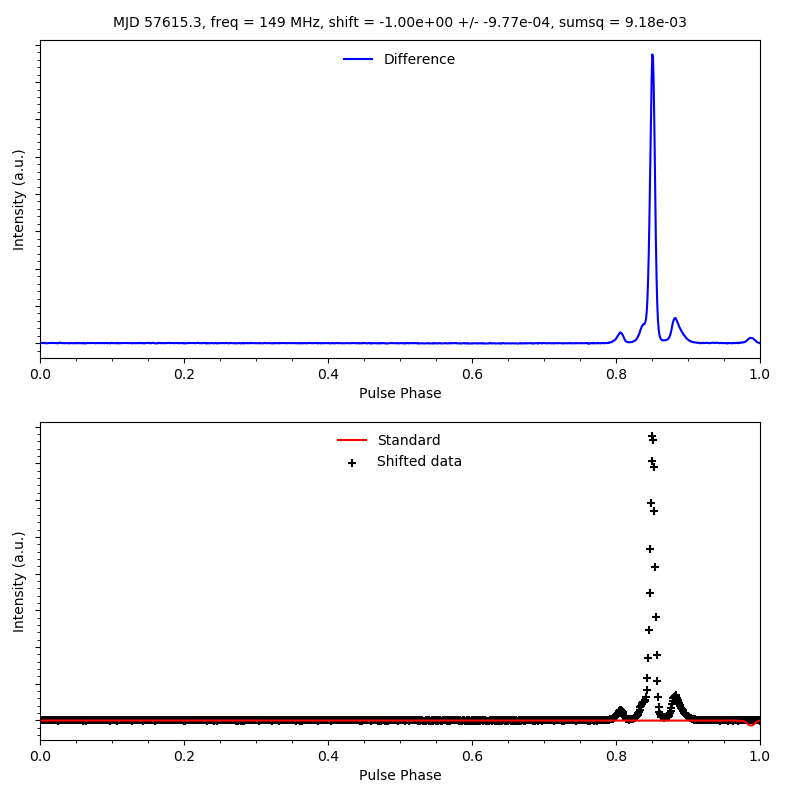 MJD 57615.3, freq = 149 MHz, shift = -1.00e+00 +/- -9.77e-04, sumsq = 9.18e-03
Difference
Intensity (a.u.)
0.0 0.2 0.4 0.6 0.8 1.0
Pulse Phase
Standard
Shifted data
Intensity (a.u.)
0.0 0.2 0.4 0.6 0.8 1.0
Pulse Phase